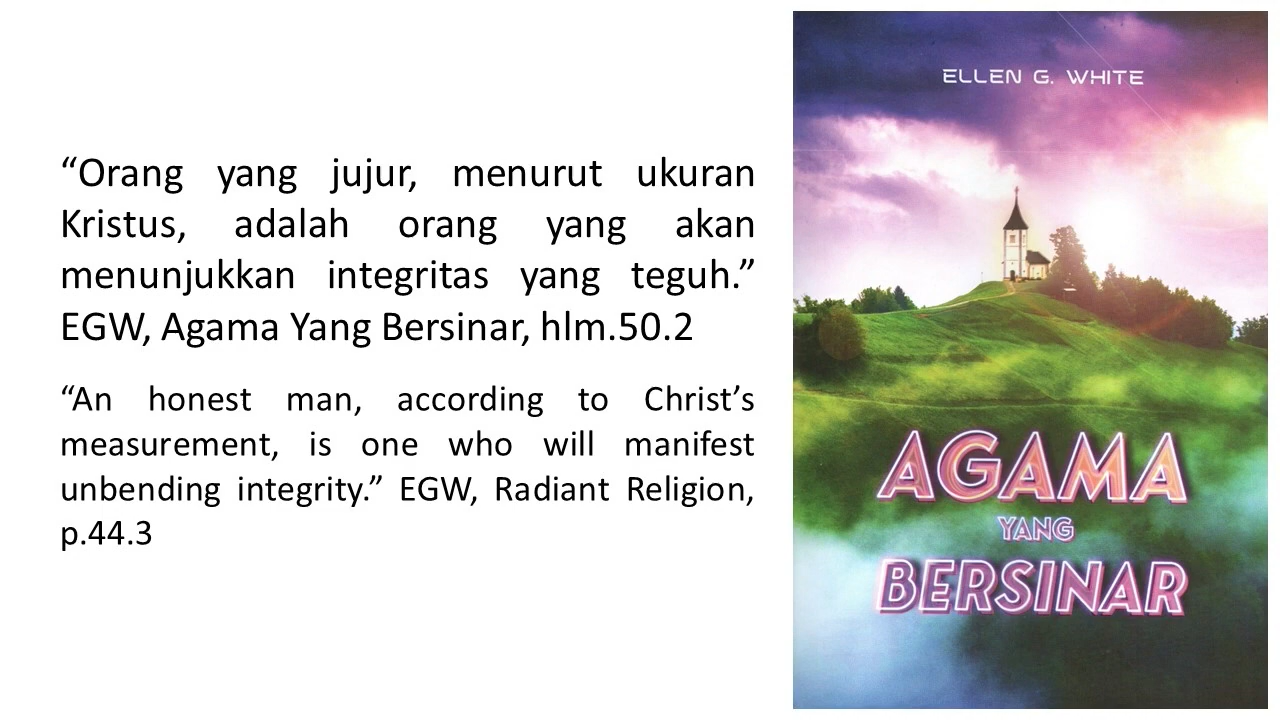 “Orang yang jujur, menurut ukuran
Kristus, adalah orang yang akan
menunjukkan integritas yang teguh.”
EGW, Agama Yang Bersinar, hlm.50.2
“An honest man, according to Christ’s
measurement, is one who will manifest
unbending integrity.” EGW, Radiant Religion,
p.44.3
ELLEN G. WHITE
AGAMA
YANG
BERSINAR